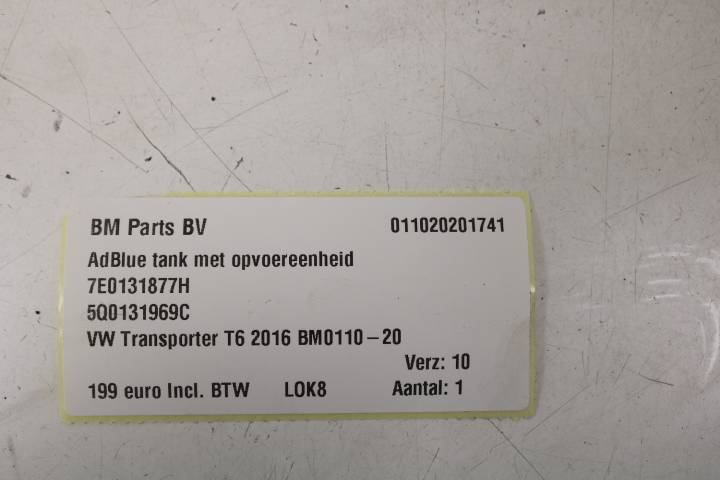 BM Parts BV 011020201741
AdBlue tank met opvoereenheid
7E0131877H
5Q0131969C
VW Transporter T6 2016 BM0110-20
Verz: 10
199 euro Incl. BTW LOK8 Aantal: 1